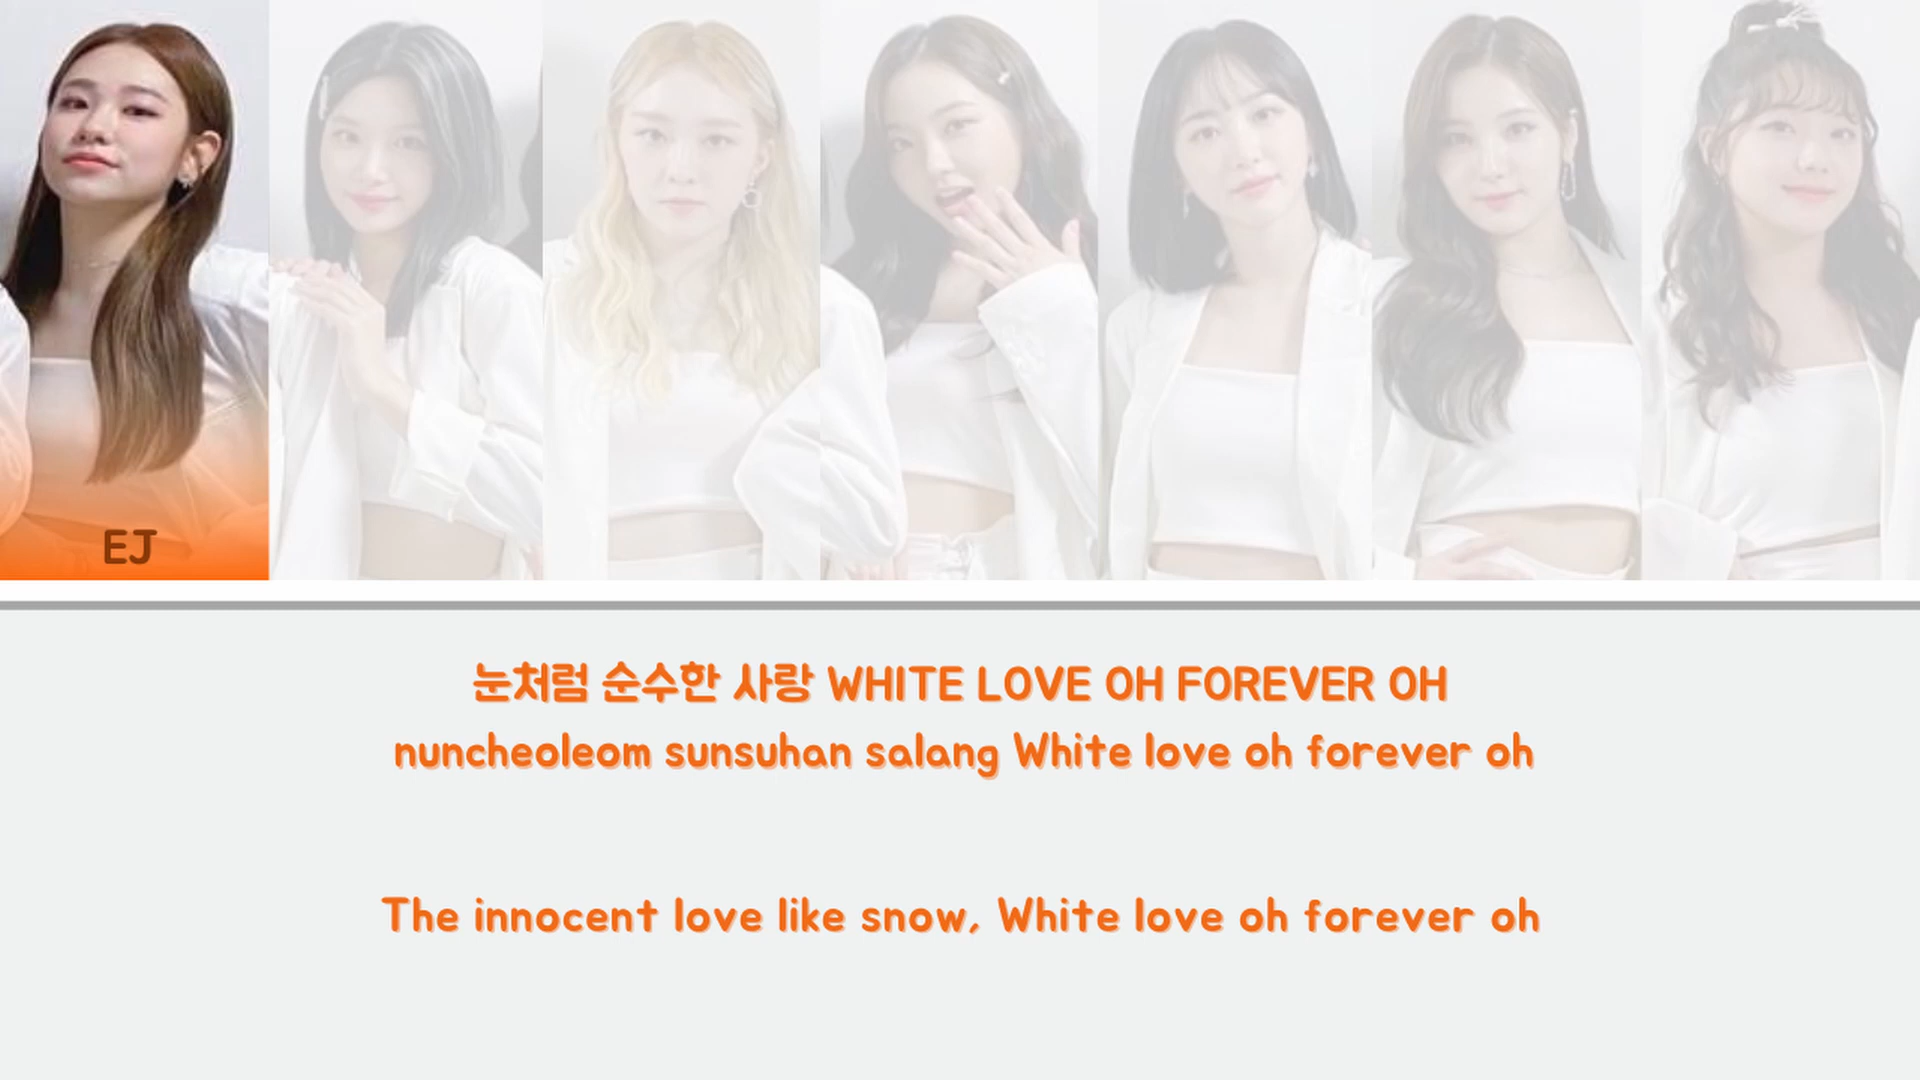 EJ
눈처럼 순수한 사랑 WHITE LOVE OH FOREVER OH
nuncheoleom sunsuhan salang White love oh forever oh
The innocent love like snow, White love oh forever oh